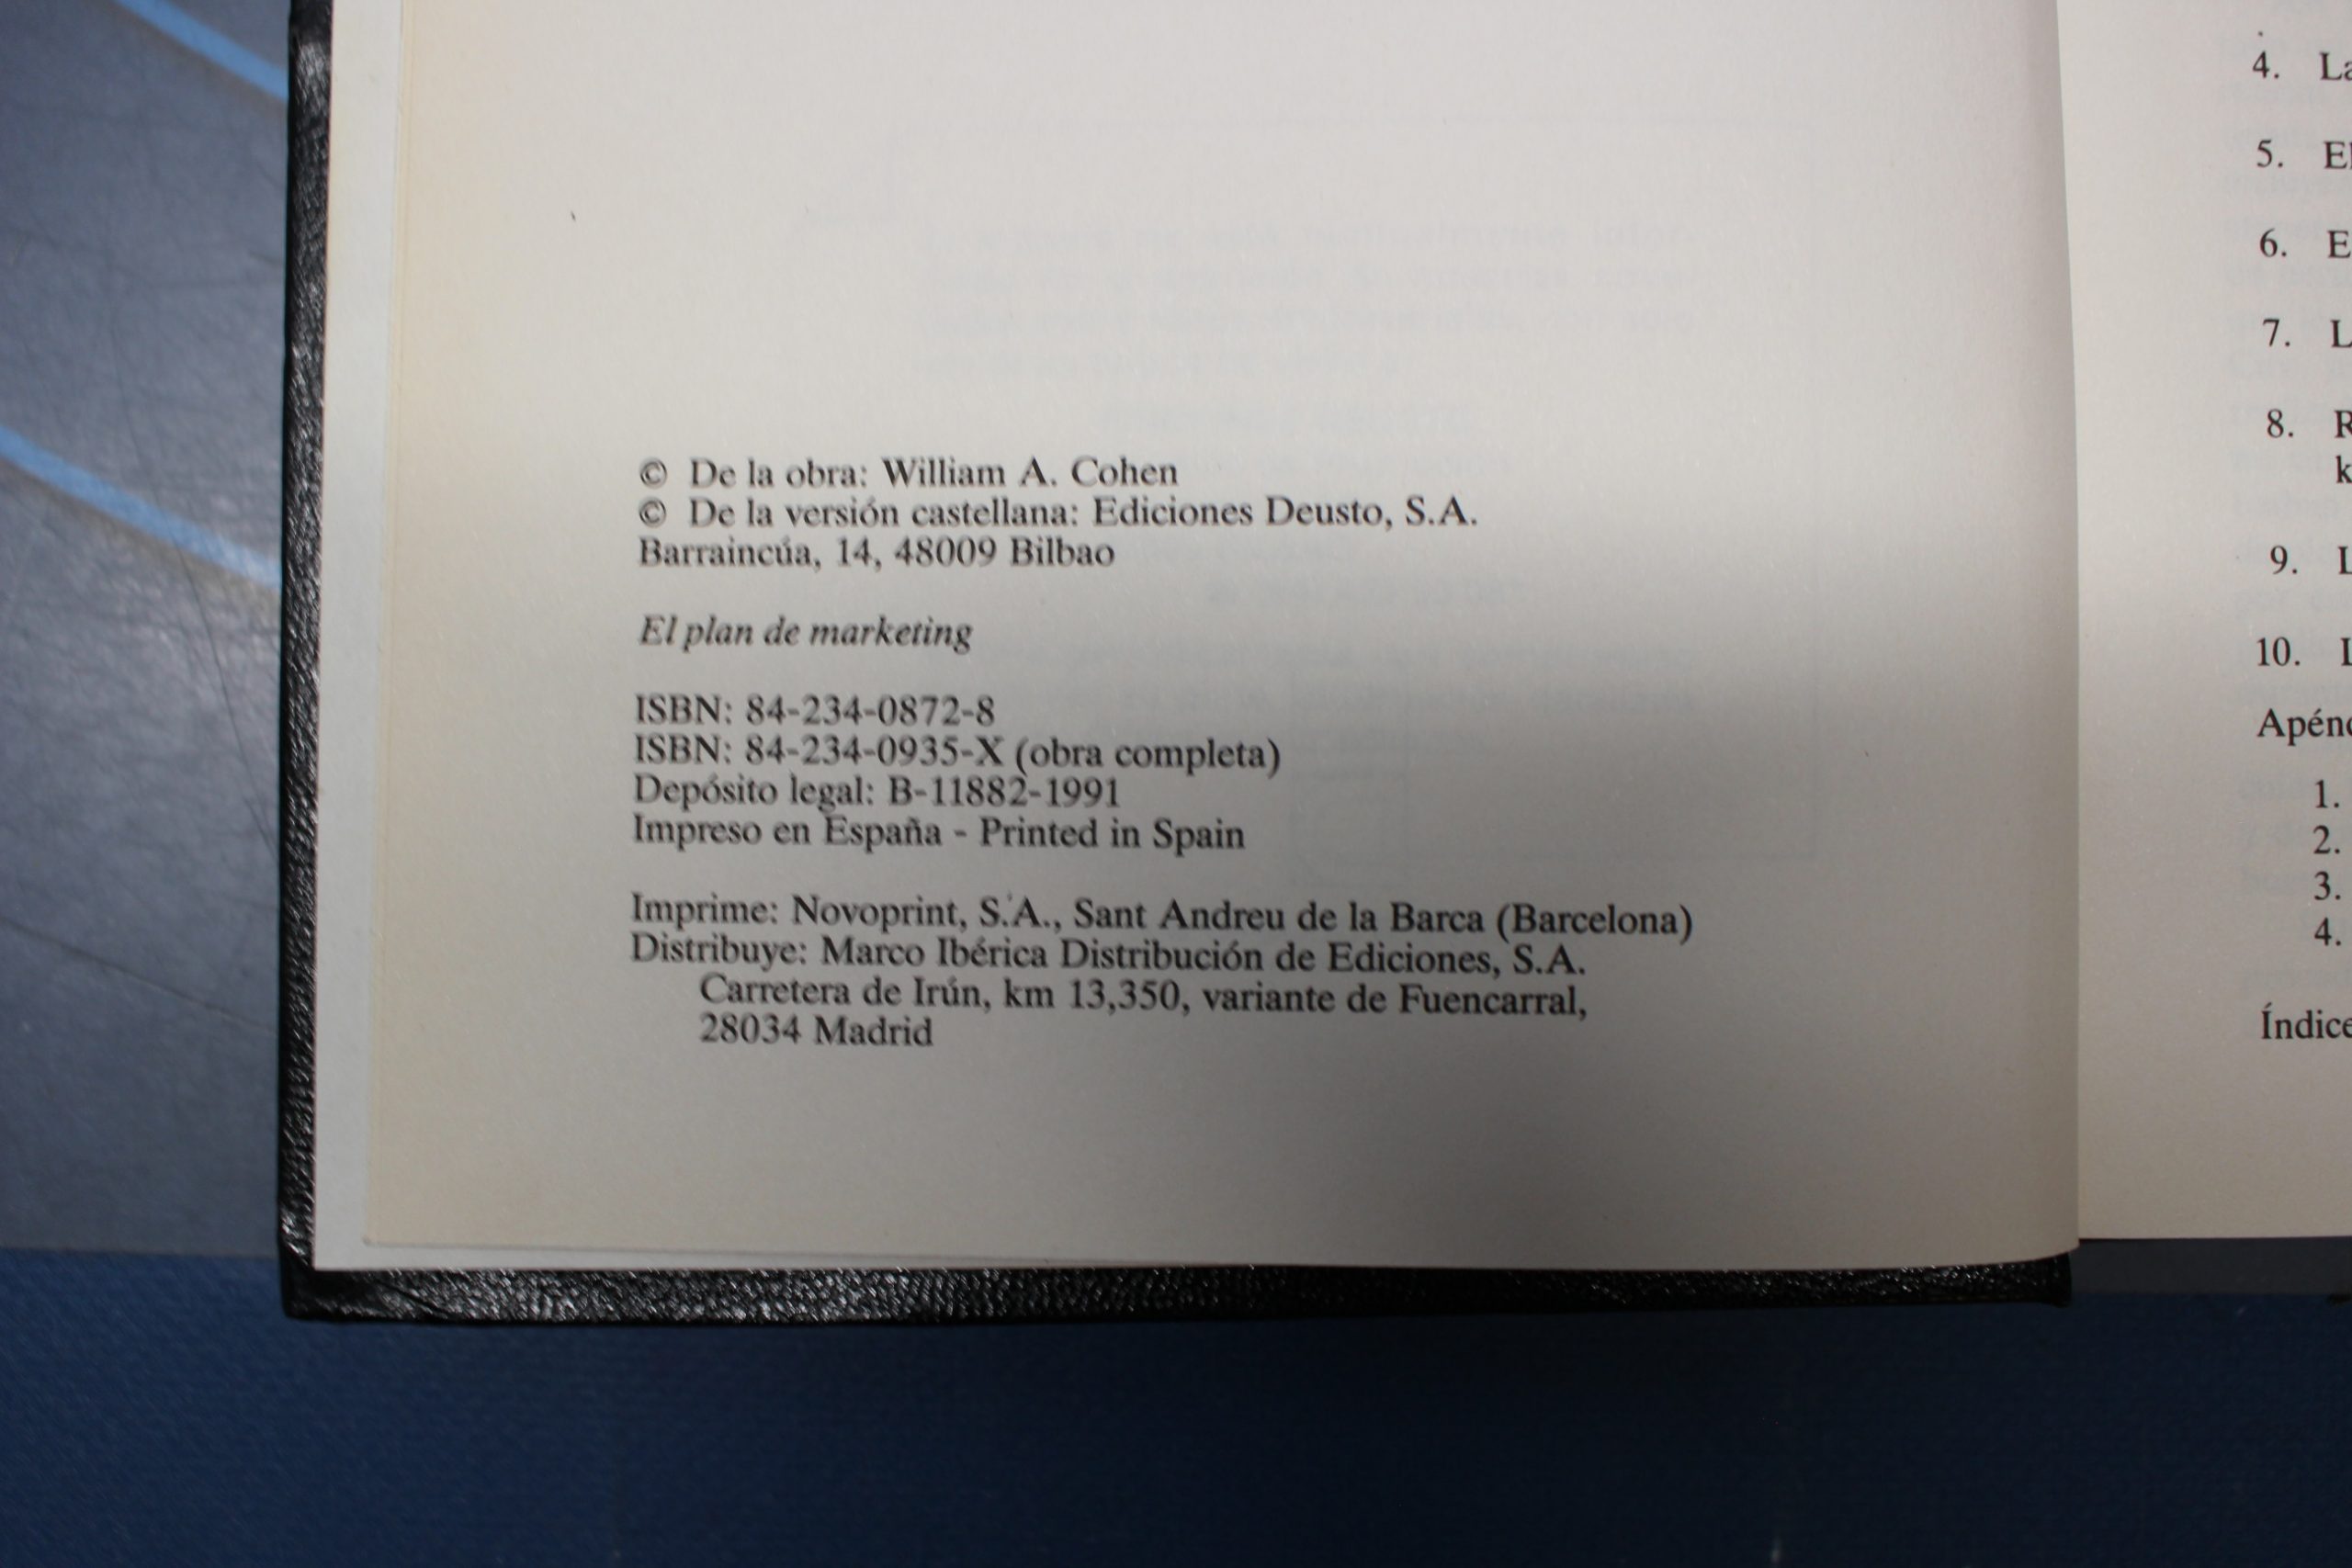 © De la obra: William A. Cohen
© De la versión castellana: Ediciones Deusto, S.A.
Barraincúa, 14, 48009 Bilbao
El plan de marketing
ISBN: 84-234-0872-8
ISBN: 84-234-0935-X (obra completa)
Depósito legal: B-11882-1991
Impreso en España - Printed in Spain
Imprime: Novoprint, S.A., Sant Andreu de la Barca (Barcelona)
Distribuye: Marco Ibérica Distribución de Ediciones, S.A.
Carretera de Irún, km 13,350, variante de Fuencarral,
28034 Madrid
4. La
5. El
6. E
7. L
8. R
k
9. L
10. L
Apénd
1.
2.
3.
4.
Índice